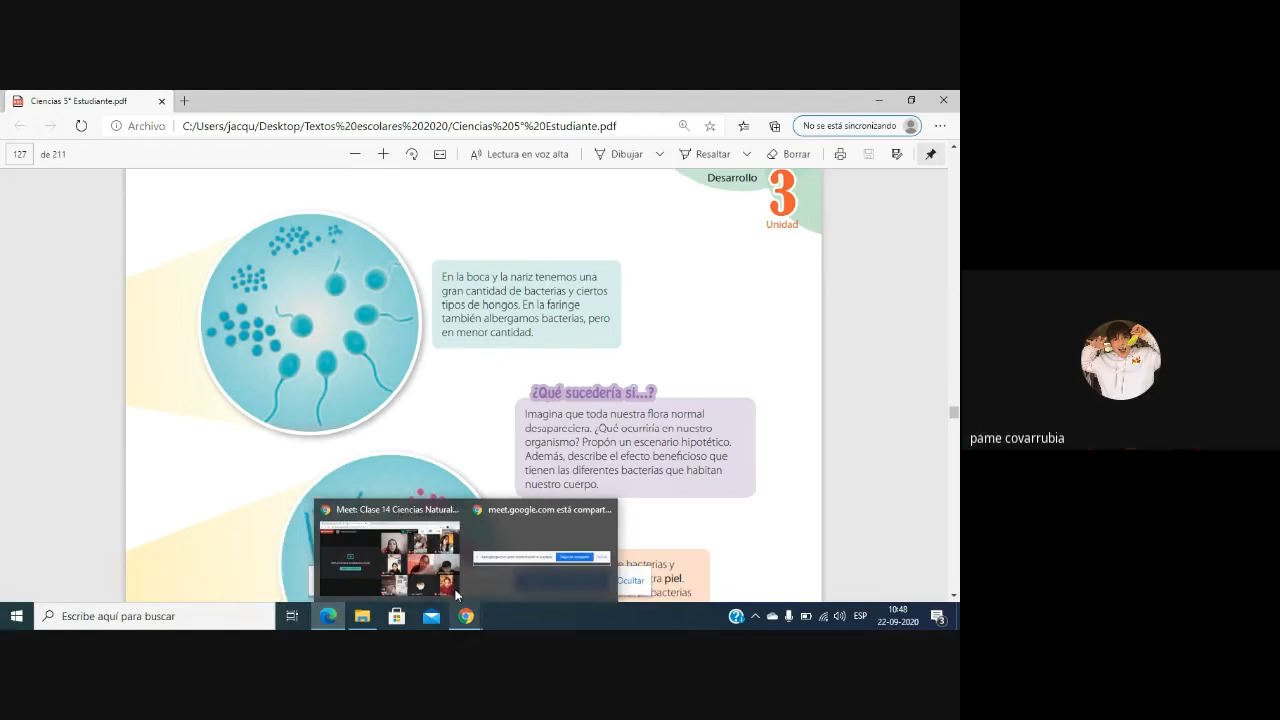 Ciencias 5° Estudiante.pdf
Archivo
C:/Users/jacqu/Desktop/Textos%20escolares%202020/Ciencias%205°%20Estudiante.pdf
No se está sincronizando
127
de 211
Lectura en voz alta
Dibujar
Resaltar
Borrar
Desarrollo
3
Unidad
En la boca y la nariz tenemos una
gran cantidad de bacterias y ciertos
tipos de hongos. En la faringe
también albergamos bacterias, pero
en menor cantidad.
¿Qué sucedería si...?
Imagina que toda nuestra flora normal
desapareciera. ¿Qué ocurriría en nuestro
organismo? Propón un escenario hipotético.
Además, describe el efecto beneficioso que
tienen las diferentes bacterias que habitan
nuestro cuerpo.
pame covarrubia
Meet: Clase 14 Ciencias Natural...
meet.google.com está compart...
de bacterias y
ra piel.
Ocultar
as bacterias
Escribe aquí para buscar
ESP
10:48
22-09-2020
3